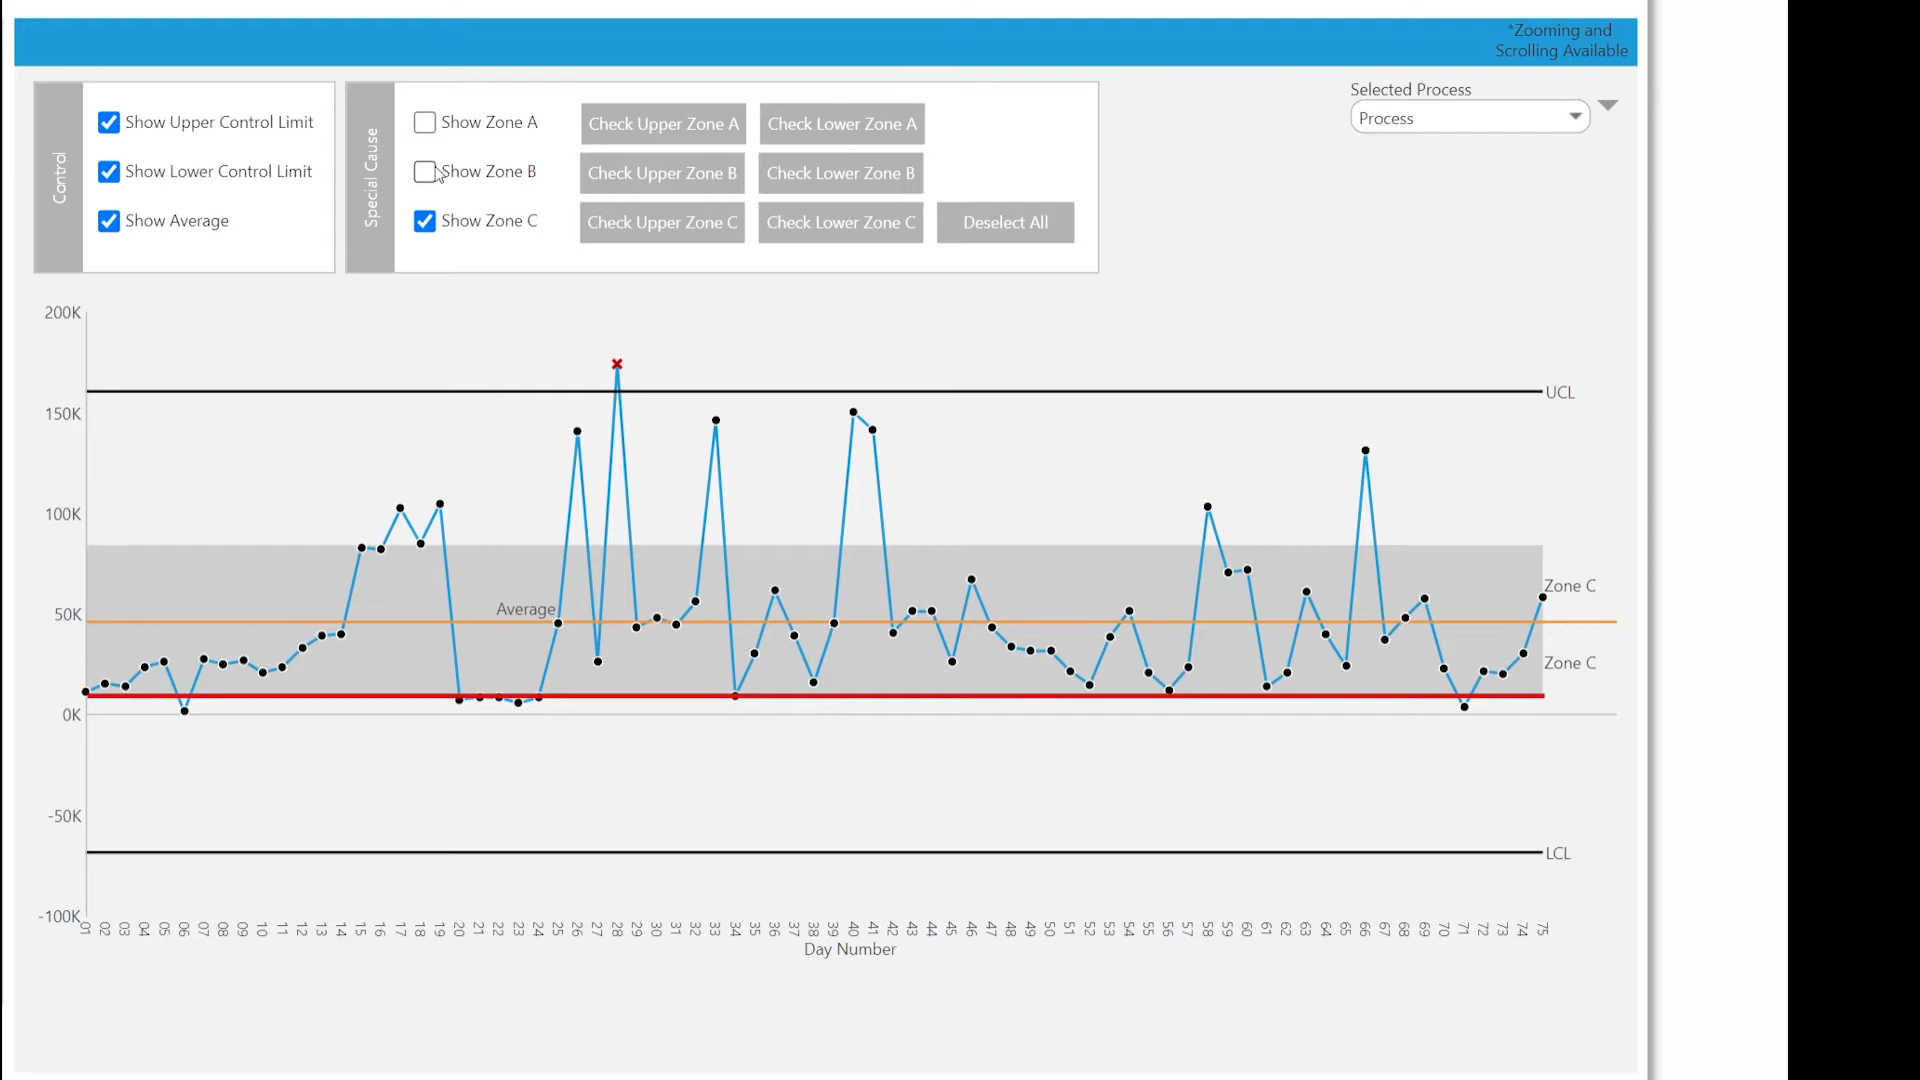 *Zooming and
Scrolling Available
Control
Show Upper Control Limit
Show Lower Control Limit
Show Average
Special Cause
Show Zone A
Show Zone B
Show Zone C
Check Upper Zone A
Check Lower Zone A
Check Upper Zone B
Check Lower Zone B
Check Upper Zone C
Check Lower Zone C
Deselect All
Selected Process
Process
200K
150K
100K
50K
0K
-50K
-100K
UCL
Average
Zone C
Zone C
LCL
01 02 03 04 05 06 07 08 09 10 11 12 13 14 15 16 17 18 19 20 21 22 23 24 25 26 27 28 29 30 31 32 33 34 35 36 37 38 39 40 41 42 43 44 45 46 47 48 49 50 51 52 53 54 55 56 57 58 59 60 61 62 63 64 65 66 67 68 69 70 71 72 73 74 75
Day Number